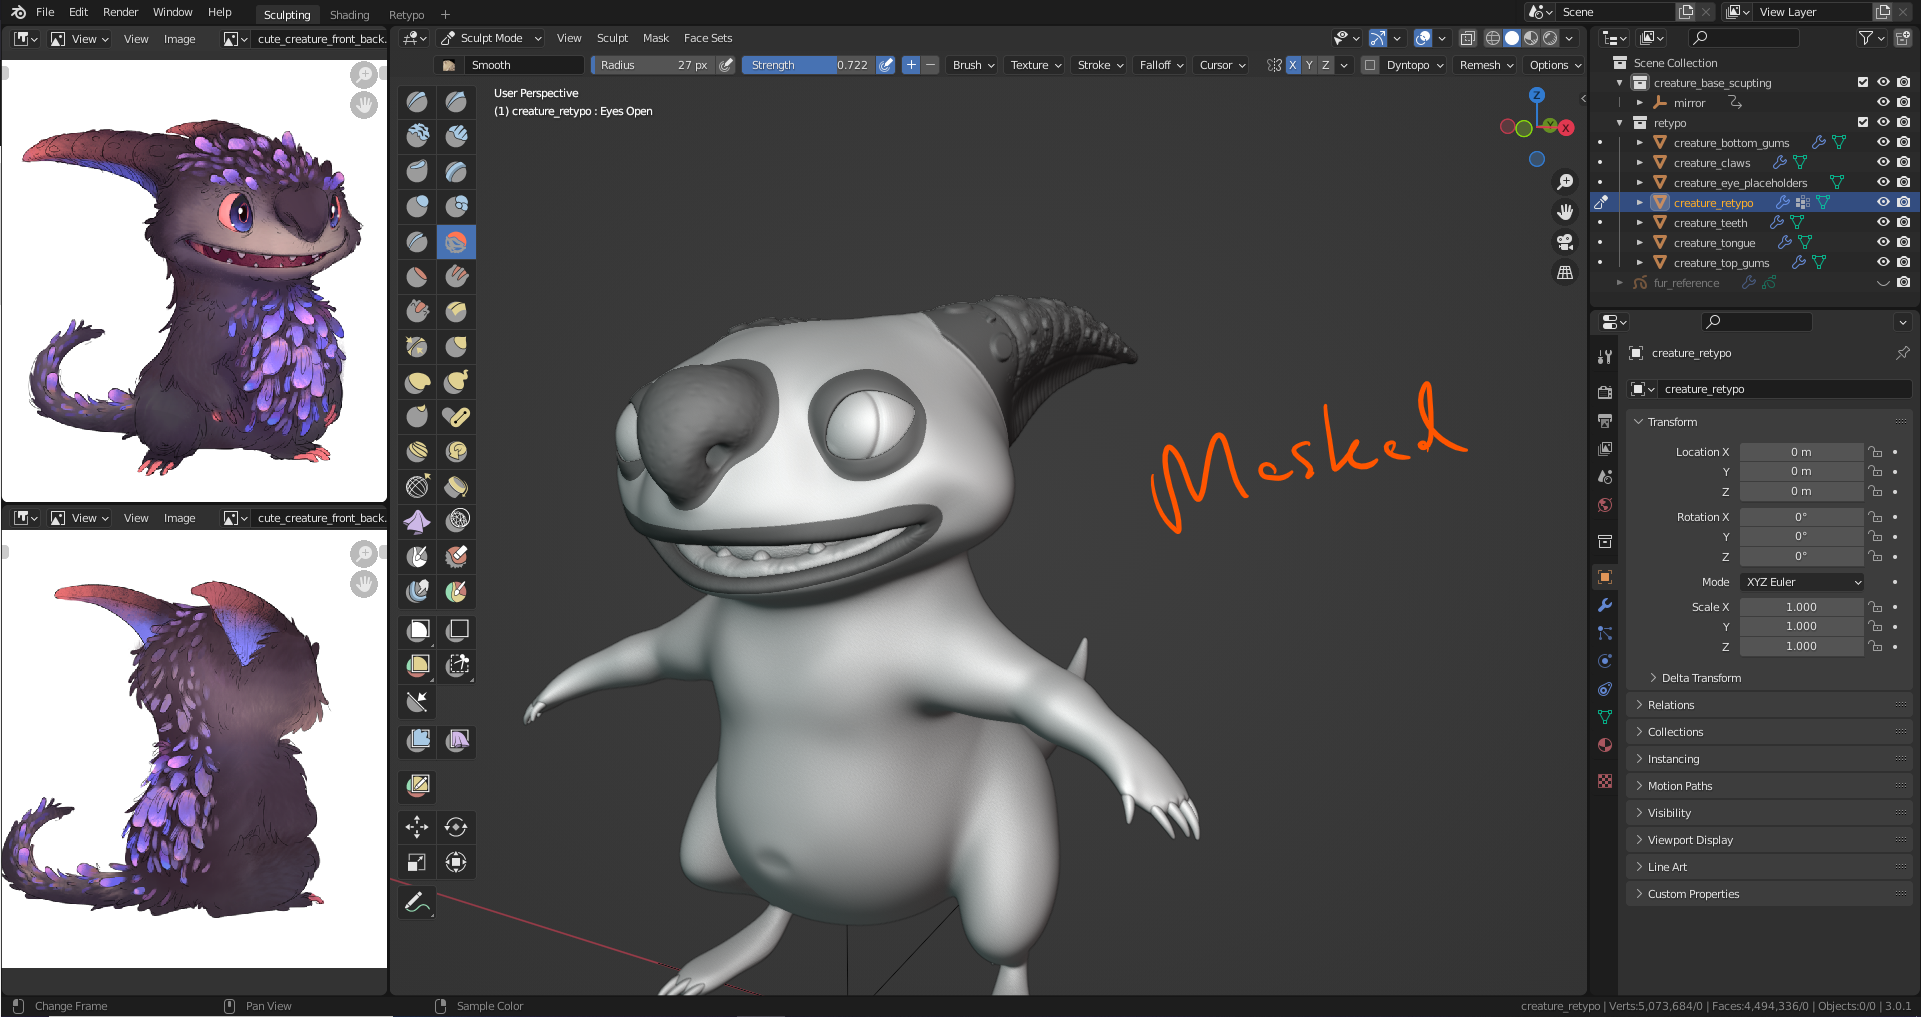 File Edit Render Window Help Sculpting Shading Retypo + Scene View Layer
View View Image cute_creature_front_back.
Sculpt Mode View Sculpt Mask Face Sets
Smooth Radius 27 px Strength 0.722 Brush Texture Stroke Falloff Cursor X Y Z Dyntopo Remesh Options
User Perspective
(1) creature_retypo : Eyes Open
Z
Y
X
Masked
View View Image cute_creature_front_back.
Scene Collection
creature_base_scupting
mirror
retypo
creature_bottom_gums
creature_claws
creature_eye_placeholders
creature_retypo
creature_teeth
creature_tongue
creature_top_gums
fur_reference
creature_retypo
creature_retypo
Transform
Location X 0 m
Y 0 m
Z 0 m
Rotation X 0°
Y 0°
Z 0°
Mode XYZ Euler
Scale X 1.000
Y 1.000
Z 1.000
Delta Transform
Relations
Collections
Instancing
Motion Paths
Visibility
Viewport Display
Line Art
Custom Properties
Change Frame Pan View Sample Color creature_retypo | Verts:5,073,684/0 | Faces:4,494,336/0 | Objects:0/0 | 3.0.1